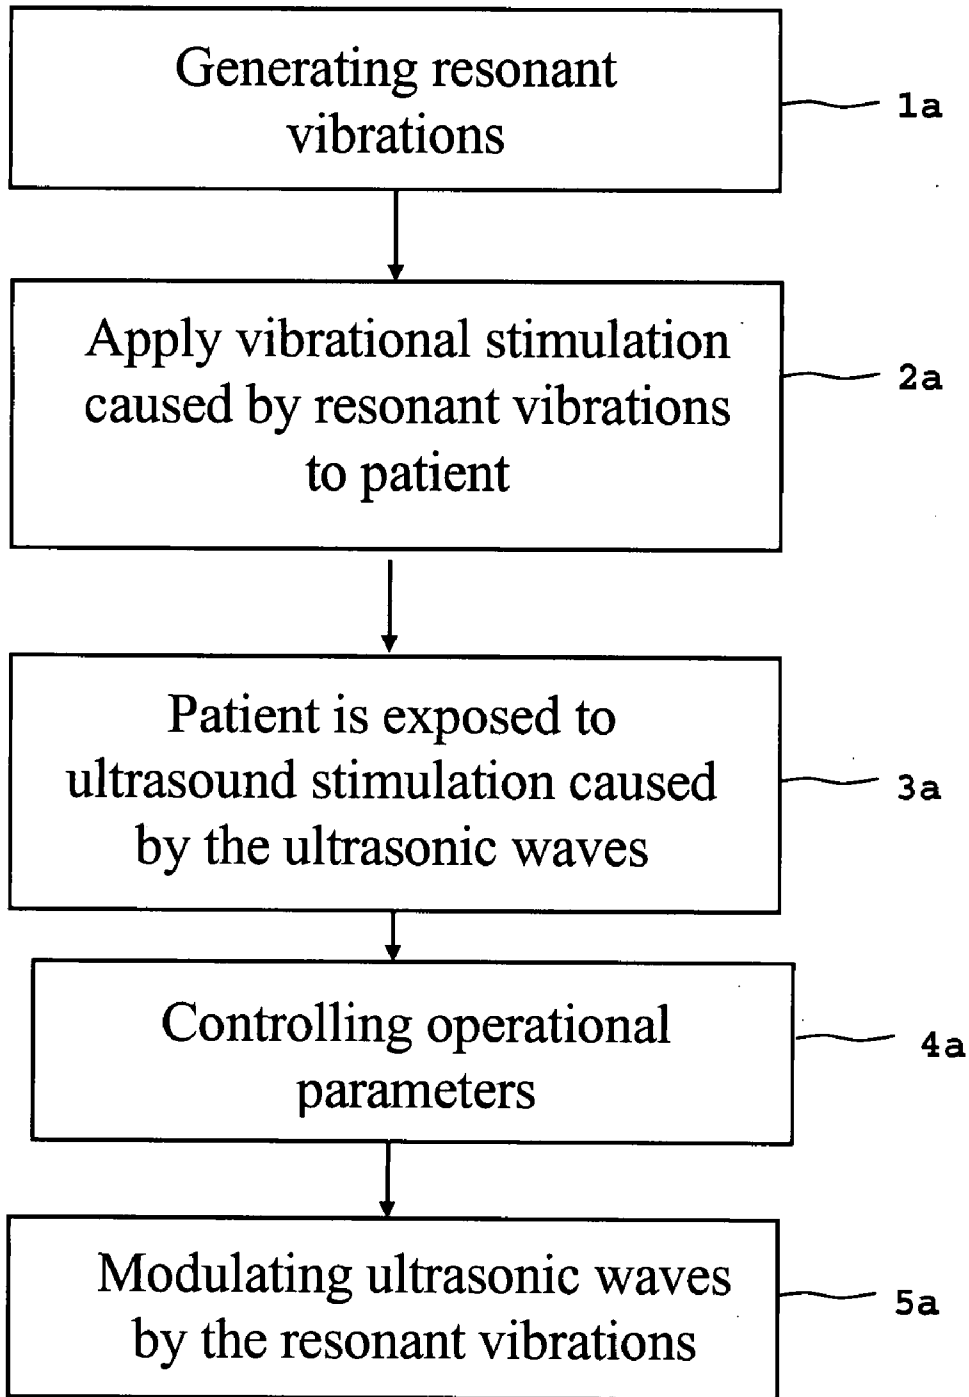 Generating resonant
vibrations
1a
Apply vibrational stimulation
caused by resonant vibrations
to patient
2a
Patient is exposed to
ultrasound stimulation caused
by the ultrasonic waves
3a
Controlling operational
parameters
4a
Modulating ultrasonic waves
by the resonant vibrations
5a